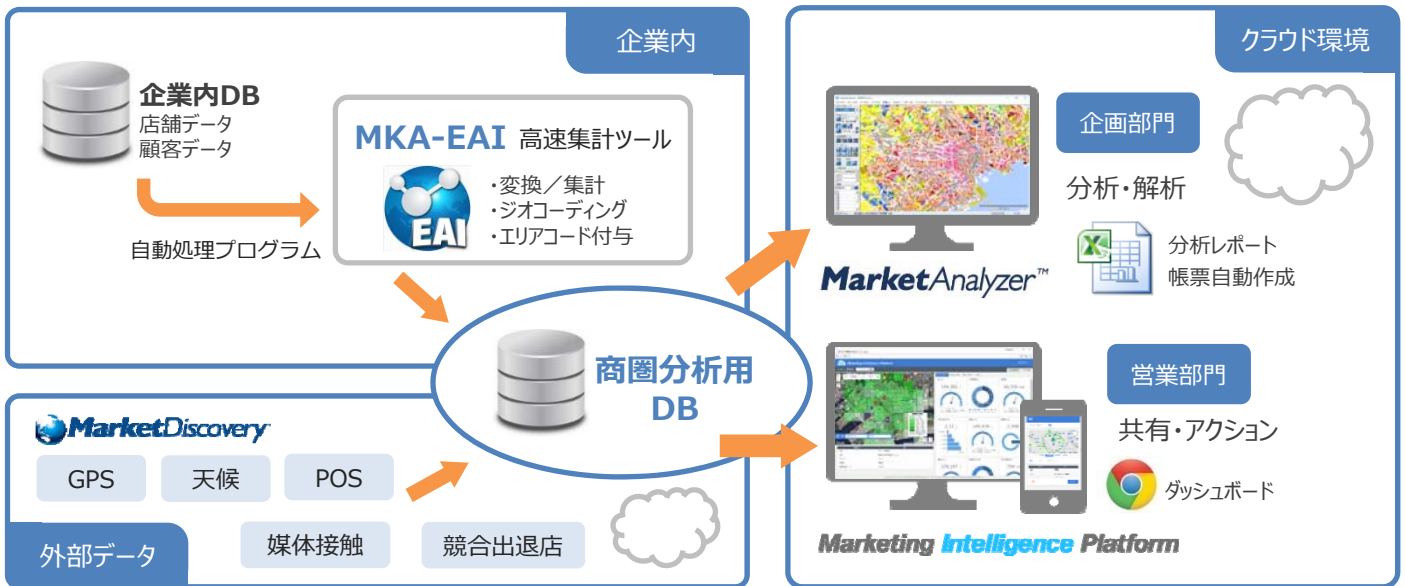 企業内
企業内DB
店舗データ
顧客データ
自動処理プログラム
MKA-EAI 高速集計ツール
EAI
・変換／集計
・ジオコーディング
・エリアコード付与
商圏分析用
DB
MarketDiscovery
GPS
天候
POS
媒体接触
競合出退店
外部データ
クラウド環境
企画部門
分析・解析
分析レポート
帳票自動作成
MarketAnalyzer™
営業部門
共有・アクション
ダッシュボード
Marketing Intelligence Platform